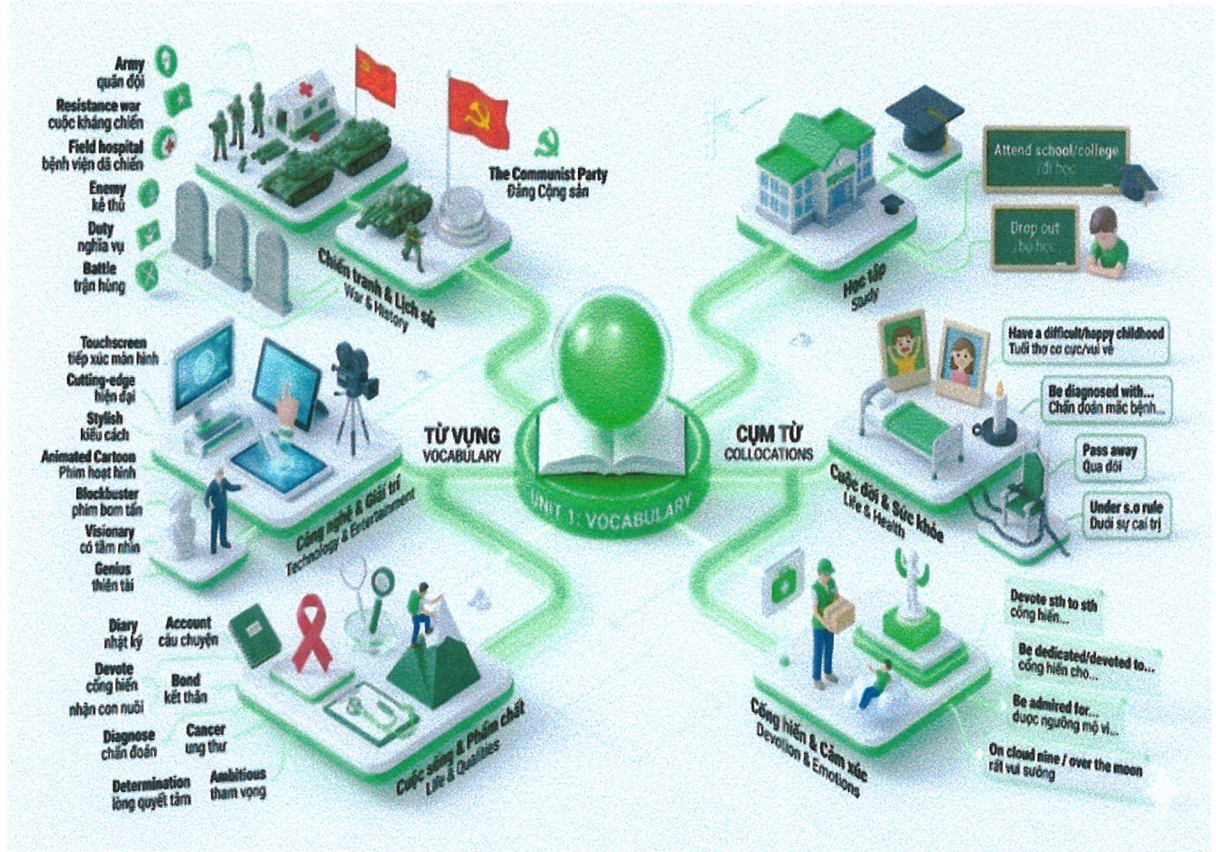 Army
quân đội
Resistance war
cuộc kháng chiến
Field hospital
bệnh viện dã chiến
Enemy
kẻ thù
Duty
nghĩa vụ
Battle
trận hùng
The Communist Party
Đảng Cộng sản
Chiến tranh & Lịch sử
War & History
Touchscreen
tiếp xúc màn hình
Cutting-edge
hiện đại
Stylish
kiểu cách
Animated Cartoon
Phim hoạt hình
Blockbuster
phim bom tấn
Visionary
có tầm nhìn
Genius
thiên tài
Công nghệ & Giải trí
Technology & Entertainment
Diary
nhật ký
Account
câu chuyện
Devote
cống hiến
Bond
kết thân
nhận con nuôi
Diagnose
chẩn đoán
Cancer
ung thư
Determination
lòng quyết tâm
Ambitious
tham vọng
Cuộc sống & Phẩm chất
Life & Qualities
TỪ VỰNG
VOCABULARY
UNIT 1: VOCABULARY
CỤM TỪ
COLLOCATIONS
Attend school/college
đi học
Drop out
bỏ học
Học tập
Study
Have a difficult/happy childhood
Tuổi thơ cơ cực/vui vẻ
Be diagnosed with...
Chẩn đoán mắc bệnh...
Pass away
Qua đời
Under s.o rule
Dưới sự cai trị
Cuộc đời & Sức khỏe
Life & Health
Devote sth to sth
cống hiến...
Be dedicated/devoted to...
cống hiến cho...
Be admired for...
được ngưỡng mộ vì...
On cloud nine / over the moon
rất vui sướng
Cống hiến & Cảm xúc
Devotion & Emotions